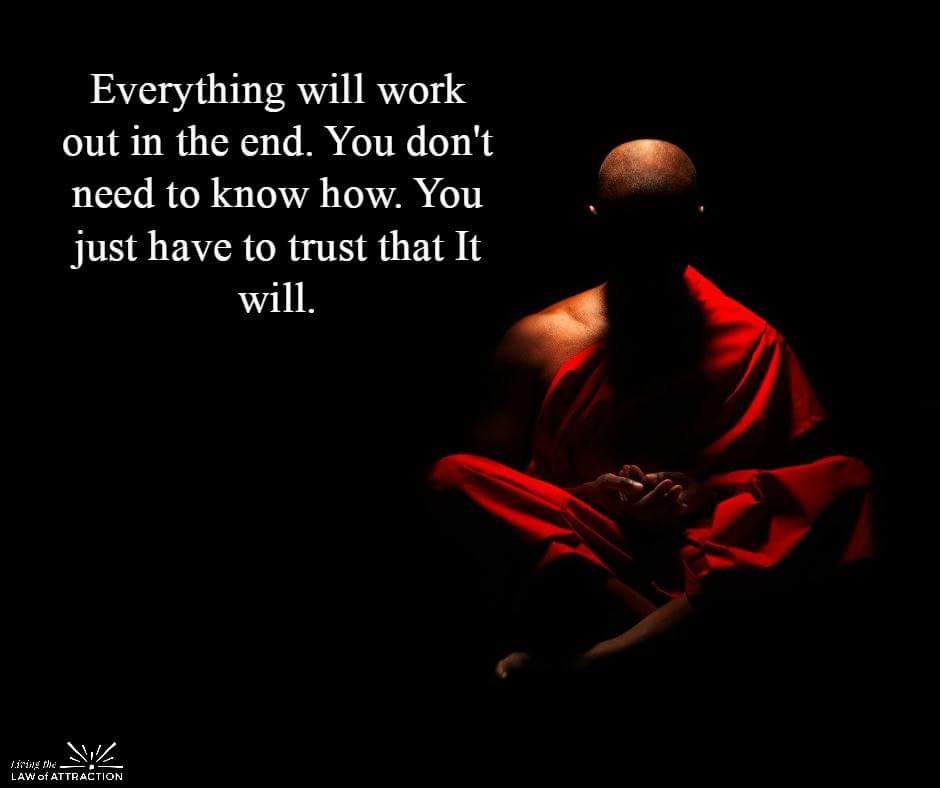 Everything will work
out in the end. You don't
need to know how. You
just have to trust that It
will.
Living the
LAW of ATTRACTION